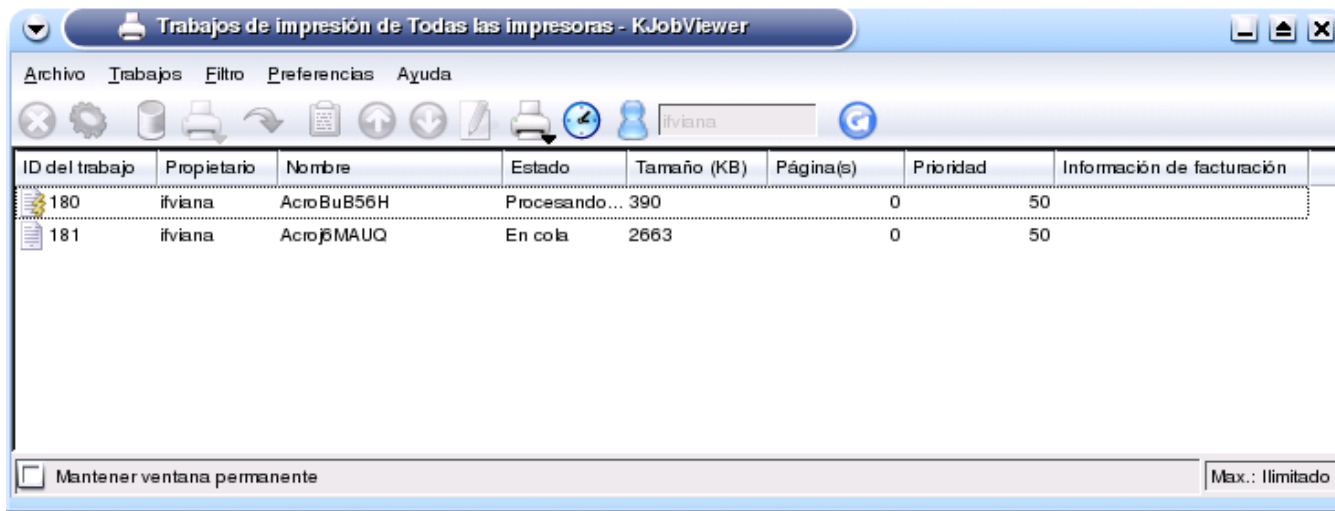 Trabajos de impresión de Todas las impresoras - KJobViewer
Archivo Trabajos Filtro Preferencias Ayuda
ifviana
ID del trabajo Propietario Nombre Estado Tamaño (KB) Página(s) Prioridad Información de facturación
180 ifviana AcroBuB56H Procesando... 390 0 50
181 ifviana Acroj6MAUQ En cola 2663 0 50
Mantener ventana permanente Max.: Ilimitado